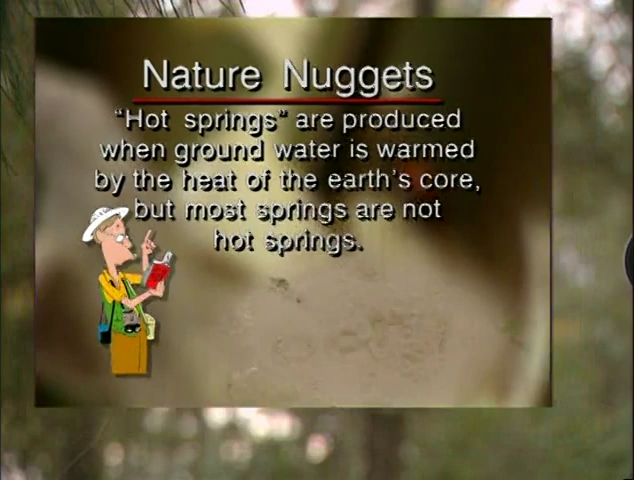 Nature Nuggets
"Hot springs" are produced
when ground water is warmed
by the heat of the earth's core,
but most springs are not
hot springs.